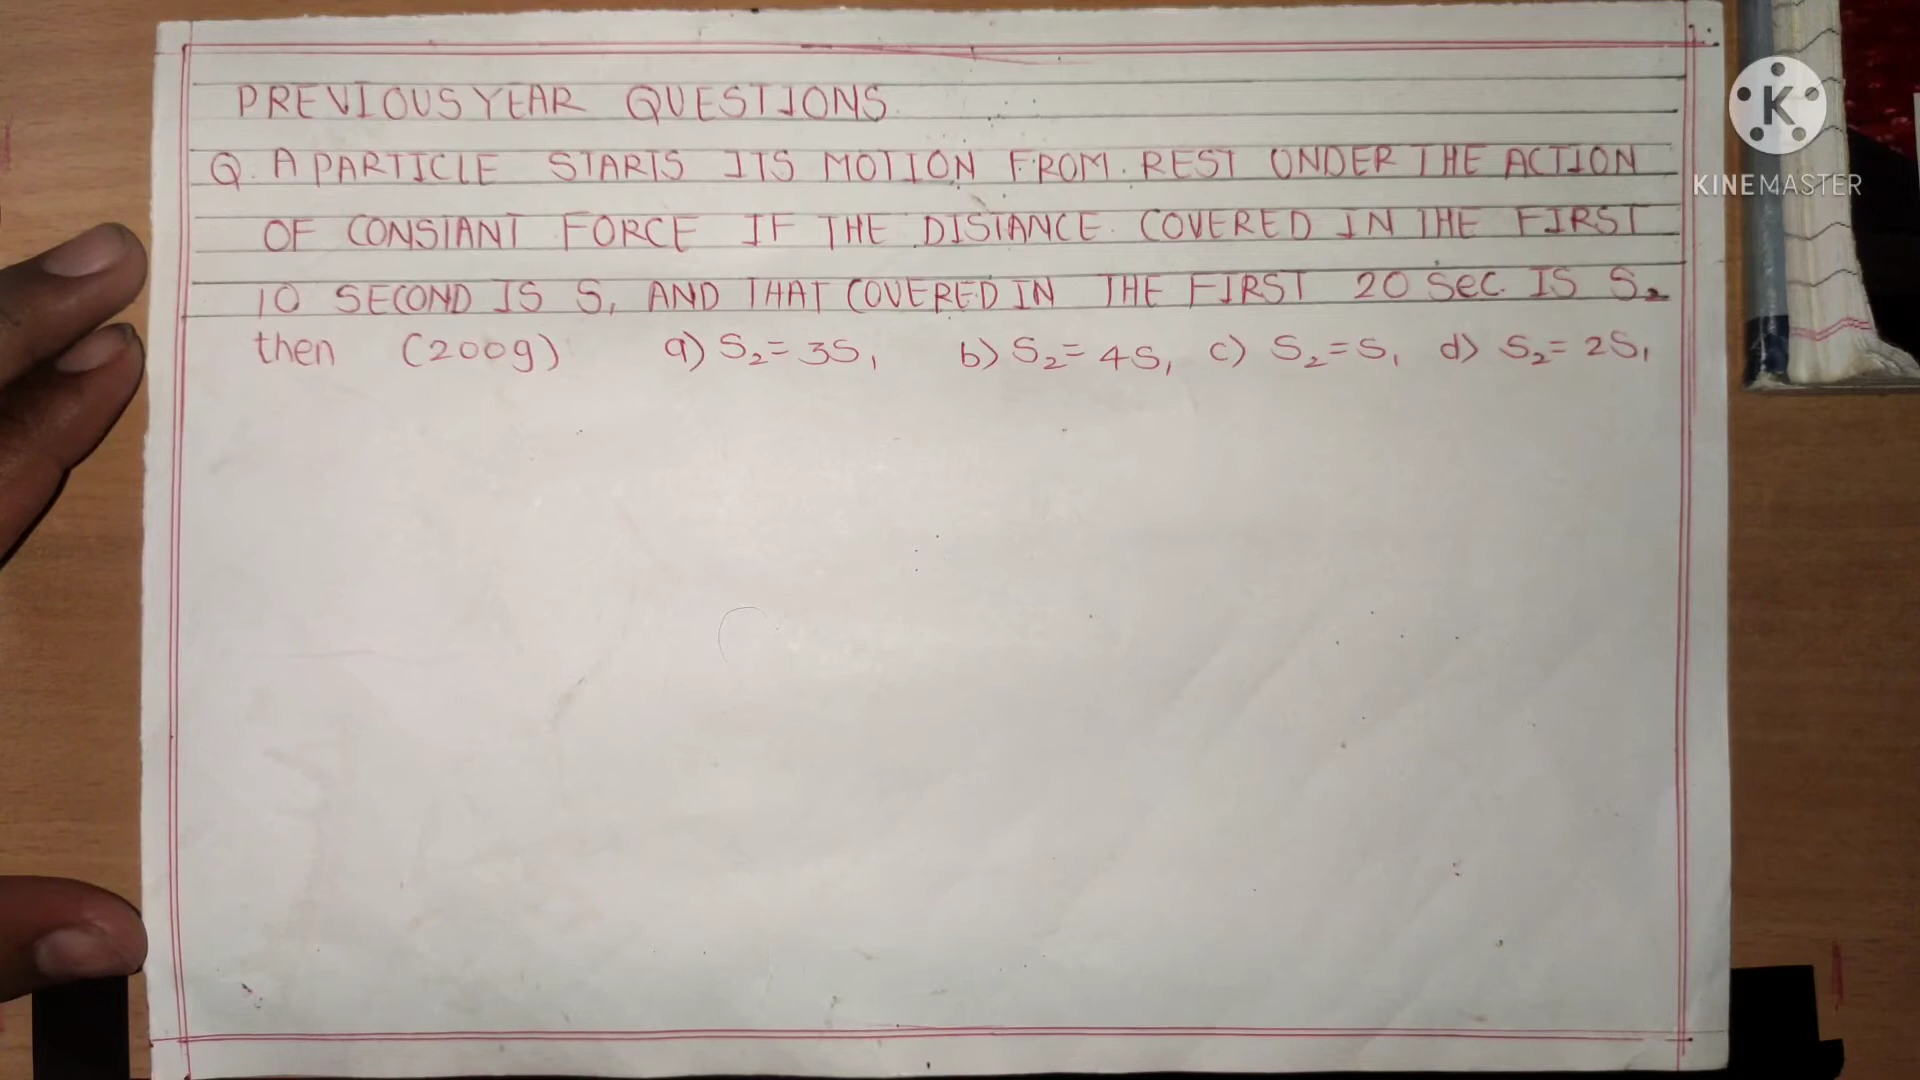 PREVIOUS YEAR QUESTIONS.
Q. A PARTICLE STARTS ITS MOTION FROM REST UNDER THE ACTION
OF CONSTANT FORCE IF THE DISTANCE COVERED IN THE FIRST
10 SECOND IS S₁ AND THAT COVERED IN THE FIRST 20 Sec. IS S₂
then (2009) a) S₂ = 3S₁ b) S₂ = 4S₁ c) S₂ = S₁ d) S₂ = 2S₁
K
KINEMASTER